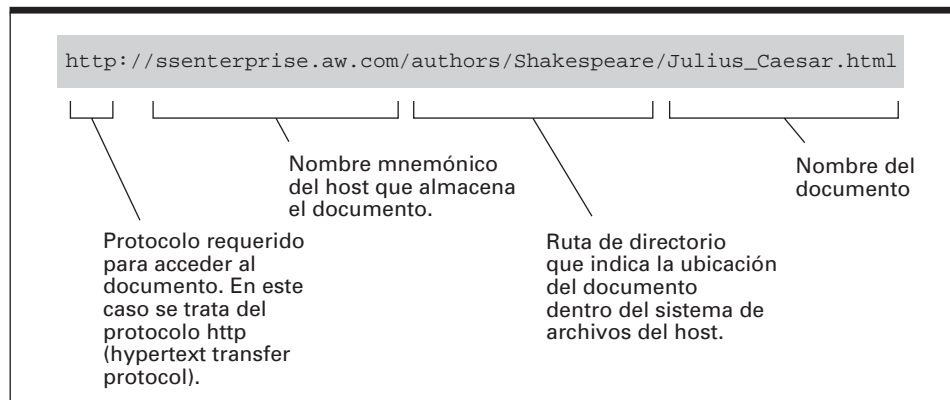 http://ssenterprise.aw.com/authors/Shakespeare/Julius_Caesar.html
Nombre mnemónico
del host que almacena
el documento.
Nombre del
documento
Protocolo requerido
para acceder al
documento. En este
caso se trata del
protocolo http
(hypertext transfer
protocol).
Ruta de directorio
que indica la ubicación
del documento
dentro del sistema de
archivos del host.